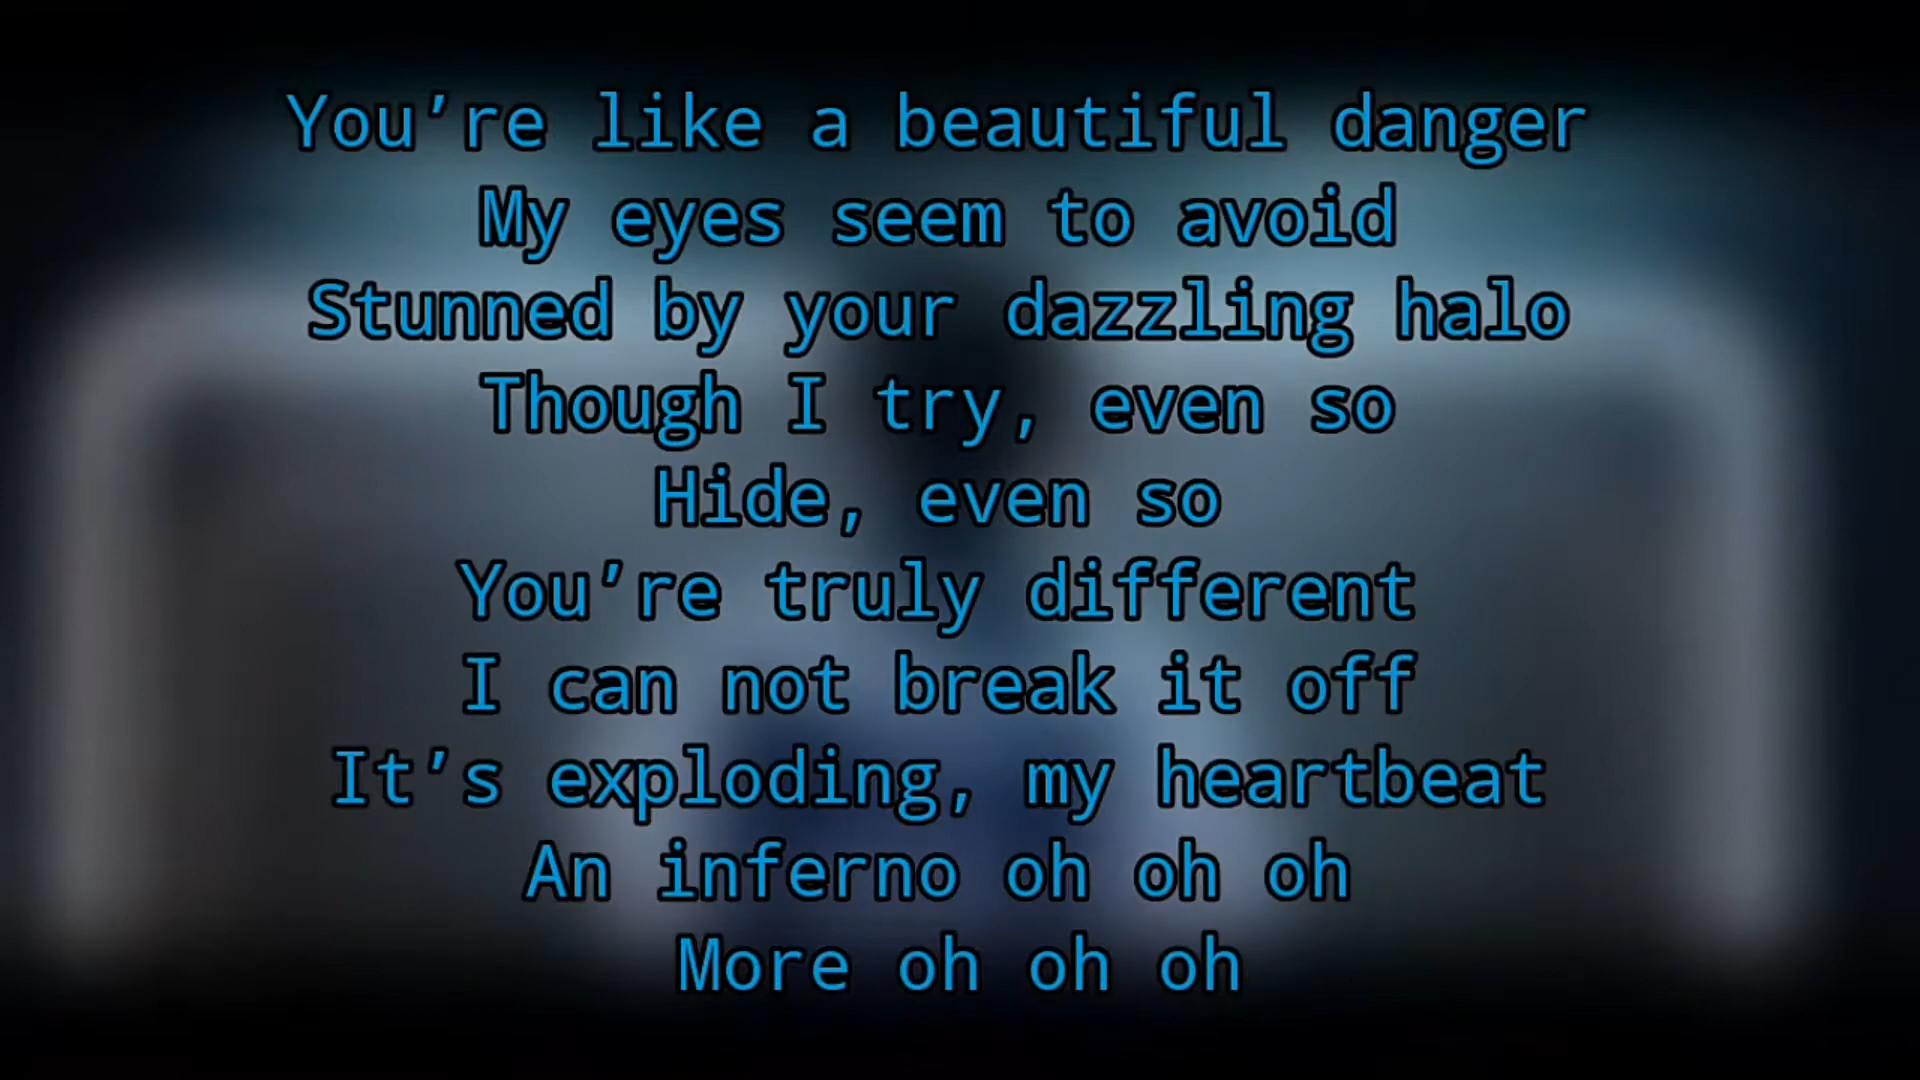 You’re like a beautiful danger
My eyes seem to avoid
Stunned by your dazzling halo
Though I try, even so
Hide, even so
You’re truly different
I can not break it off
It’s exploding, my heartbeat
An inferno oh oh oh
More oh oh oh